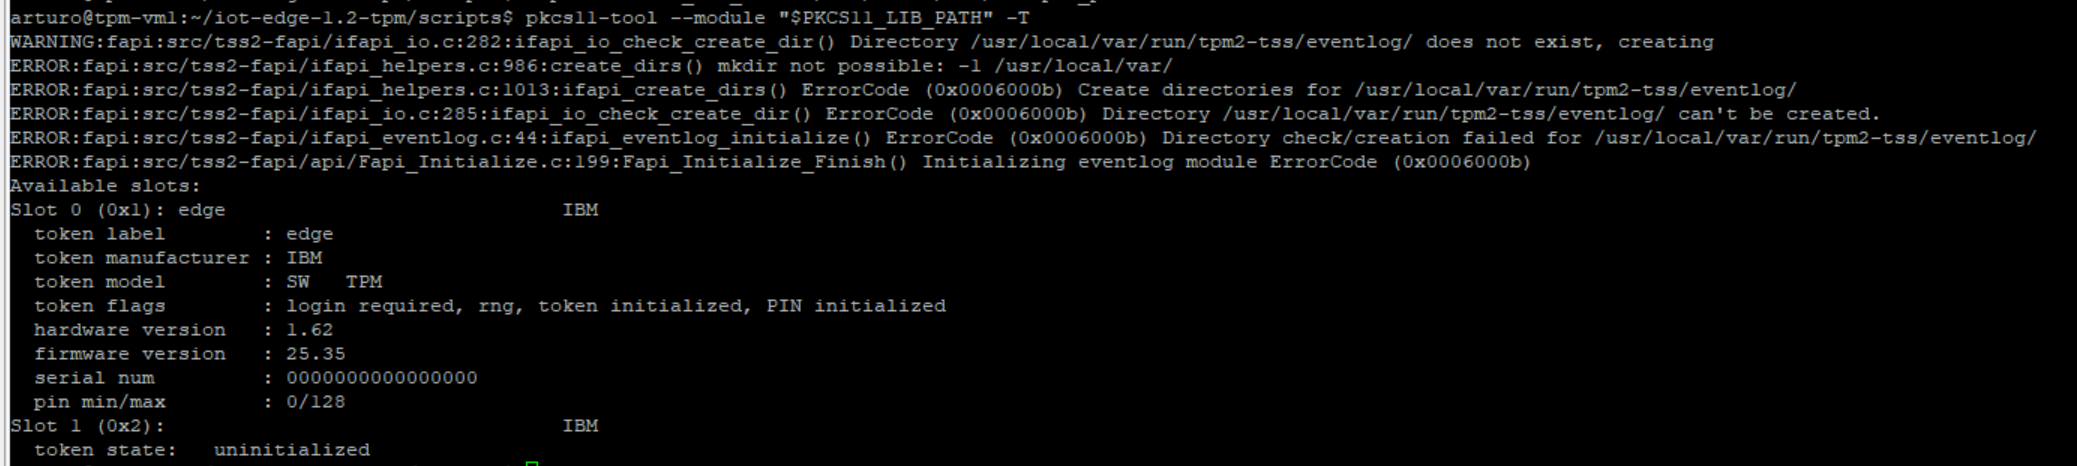 arturo@tpm-vm1:~/iot-edge-1.2-tpm/scripts$ pkcs11-tool --module "$PKCS11_LIB_PATH" -T
WARNING:fapi:src/tss2-fapi/ifapi_io.c:282:ifapi_io_check_create_dir() Directory /usr/local/var/run/tpm2-tss/eventlog/ does not exist, creating
ERROR:fapi:src/tss2-fapi/ifapi_helpers.c:986:create_dirs() mkdir not possible: -1 /usr/local/var/
ERROR:fapi:src/tss2-fapi/ifapi_helpers.c:1013:ifapi_create_dirs() ErrorCode (0x0006000b) Create directories for /usr/local/var/run/tpm2-tss/eventlog/
ERROR:fapi:src/tss2-fapi/ifapi_io.c:285:ifapi_io_check_create_dir() ErrorCode (0x0006000b) Directory /usr/local/var/run/tpm2-tss/eventlog/ can't be created.
ERROR:fapi:src/tss2-fapi/ifapi_eventlog.c:44:ifapi_eventlog_initialize() ErrorCode (0x0006000b) Directory check/creation failed for /usr/local/var/run/tpm2-tss/eventlog/
ERROR:fapi:src/tss2-fapi/api/Fapi_Initialize.c:199:Fapi_Initialize_Finish() Initializing eventlog module ErrorCode (0x0006000b)
Available slots:
Slot 0 (0x1): edge                            IBM
  token label        : edge
  token manufacturer : IBM
  token model        : SW   TPM
  token flags        : login required, rng, token initialized, PIN initialized
  hardware version   : 1.62
  firmware version   : 25.35
  serial num         : 0000000000000000
  pin min/max        : 0/128
Slot 1 (0x2):                                 IBM
  token state:   uninitialized